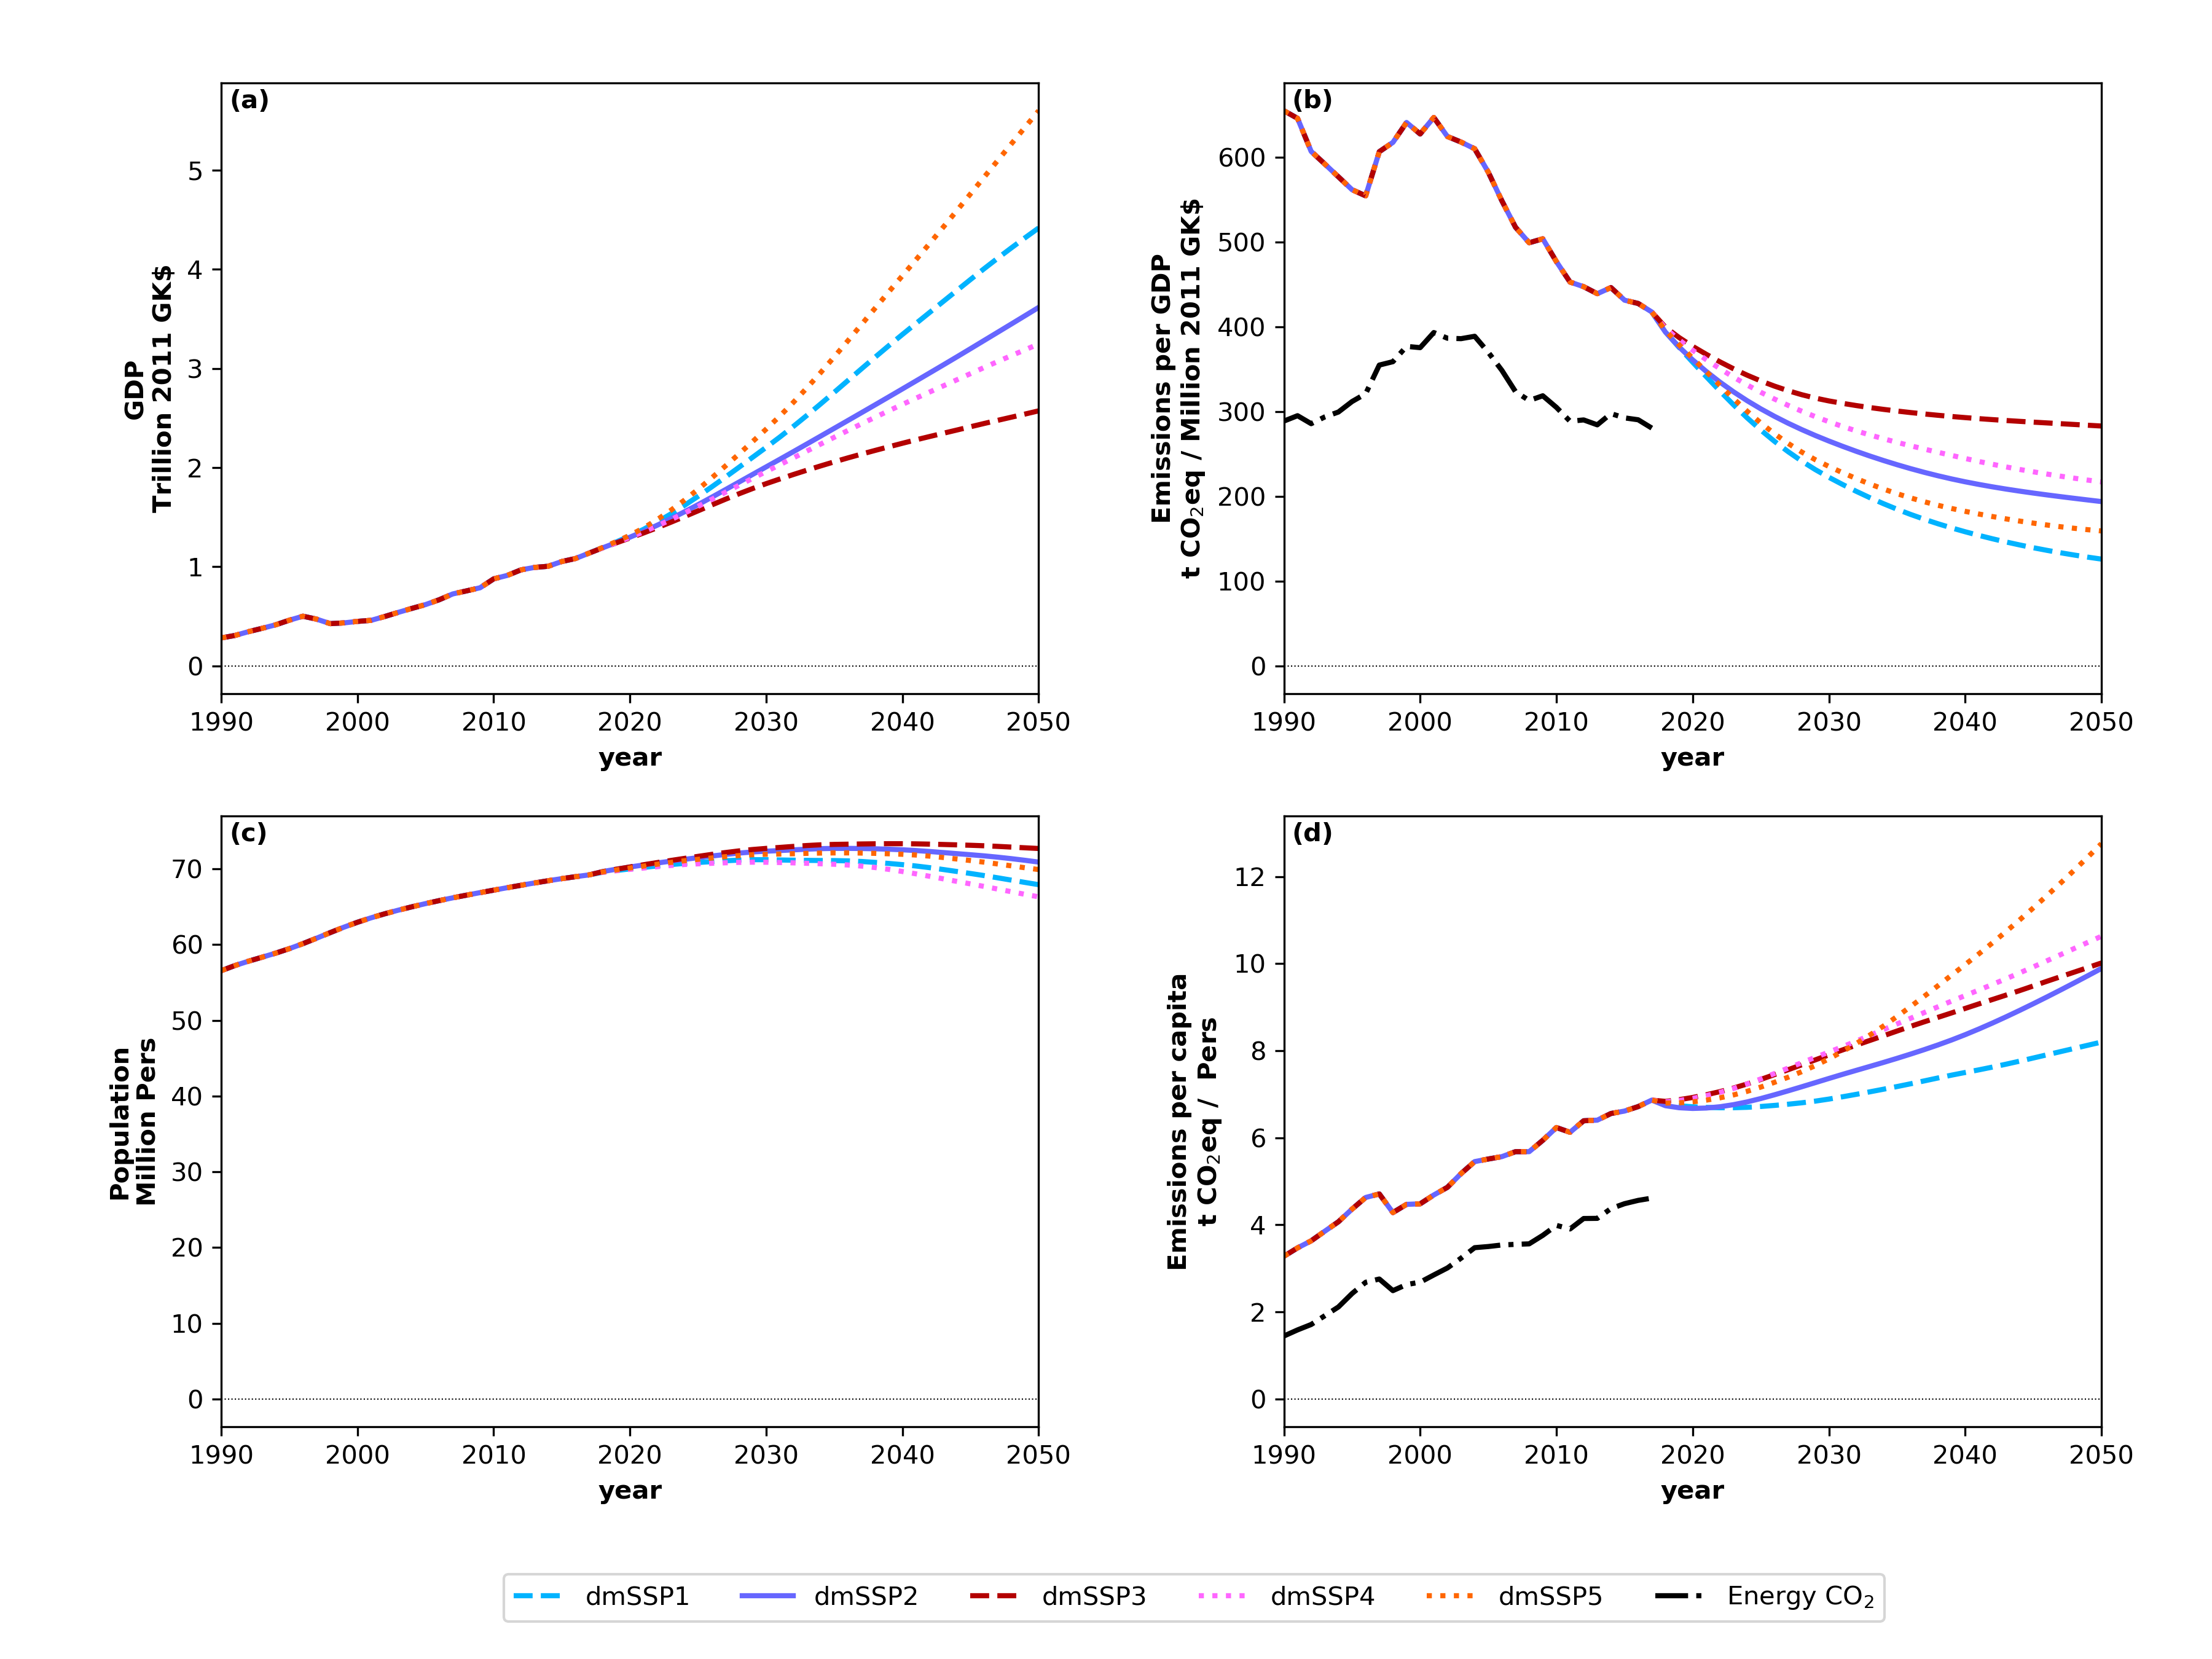 (a)
5
4
3
2
1
0
GDP
Trillion 2011 GK$
1990 2000 2010 2020 2030 2040 2050
year
(b)
600
500
400
300
200
100
0
Emissions per GDP
t CO₂eq / Million 2011 GK$
1990 2000 2010 2020 2030 2040 2050
year
(c)
70
60
50
40
30
20
10
0
Population
Million Pers
1990 2000 2010 2020 2030 2040 2050
year
(d)
12
10
8
6
4
2
0
Emissions per capita
t CO₂eq / Pers
1990 2000 2010 2020 2030 2040 2050
year
dmSSP1 dmSSP2 dmSSP3 dmSSP4 dmSSP5 Energy CO₂